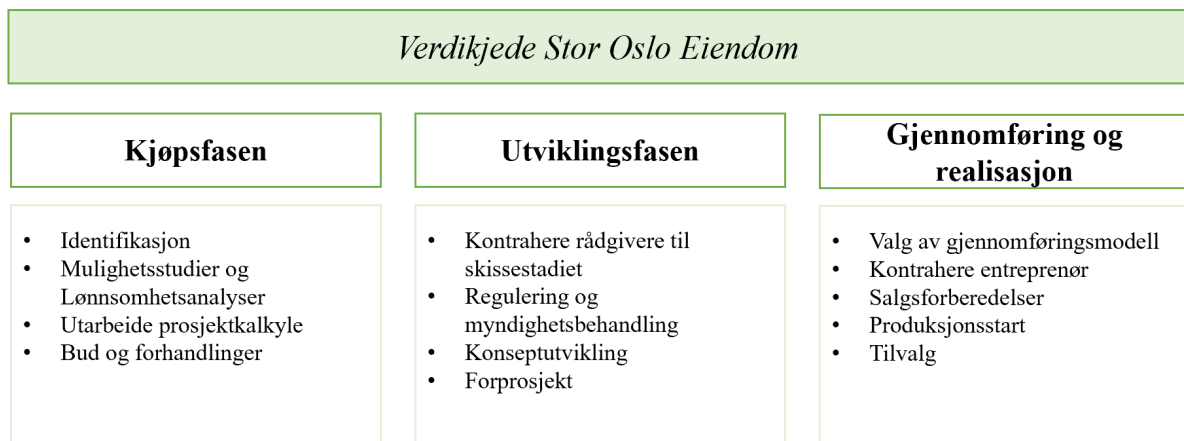 Verdikjede Stor Oslo Eiendom
Kjøpsfasen
• Identifikasjon
• Mulighetsstudier og
Lønnsomhetsanalyser
• Utarbeide prosjektkalkyle
• Bud og forhandlinger
Utviklingsfasen
• Kontrahere rådgivere til
skissestadiet
• Regulering og
myndighetsbehandling
• Konseptutvikling
• Forprosjekt
Gjennomføring og
realisasjon
• Valg av gjennomføringsmodell
• Kontrahere entreprenør
• Salgsforberedelser
• Produksjonsstart
• Tilvalg